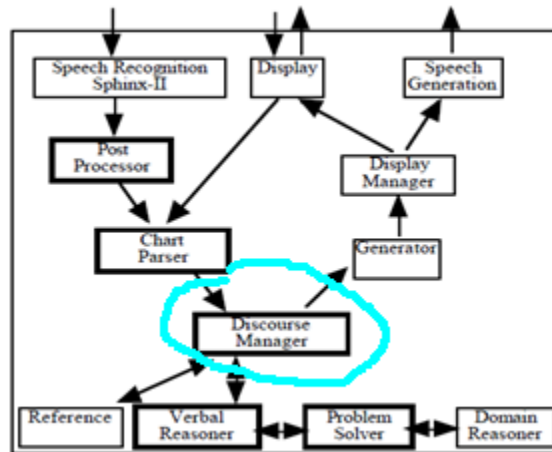 Speech Recognition
Sphinx-II
Display
Speech
Generation
Post
Processor
Display
Manager
Chart
Parser
Generator
Discourse
Manager
Reference
Verbal
Reasoner
Problem
Solver
Domain
Reasoner